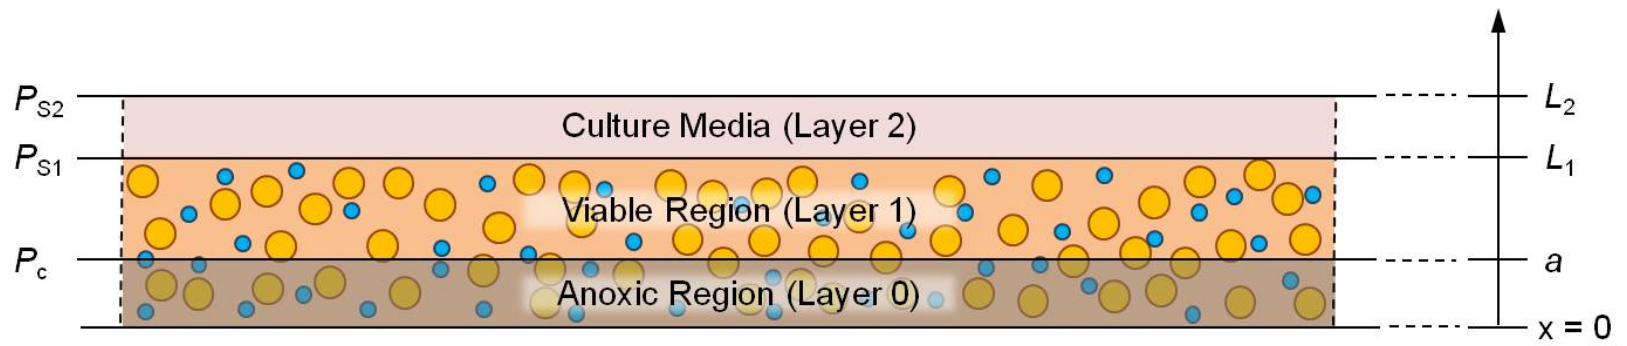 P_S2
Culture Media (Layer 2)
L_2
P_S1
Viable Region (Layer 1)
L_1
P_c
a
Anoxic Region (Layer 0)
x = 0